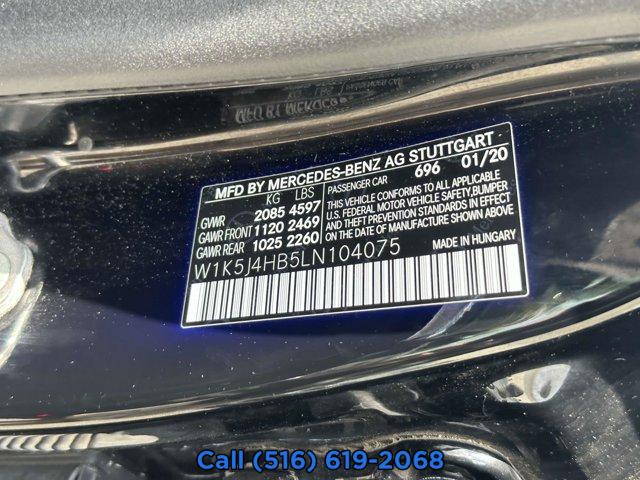 MFD BY MERCEDES-BENZ AG STUTTGART
KG LBS
PASSENGER CAR 696 01/20
GVWR 2085 4597
GAWR FRONT 1120 2469
GAWR REAR 1025 2260
THIS VEHICLE CONFORMS TO ALL APPLICABLE
U.S. FEDERAL MOTOR VEHICLE SAFETY, BUMPER
AND THEFT PREVENTION STANDARDS IN EFFECT
ON THE DATE OF MANUFACTURE SHOWN ABOVE.
W1K5J4HB5LN104075
MADE IN HUNGARY
Call (516) 619-2068